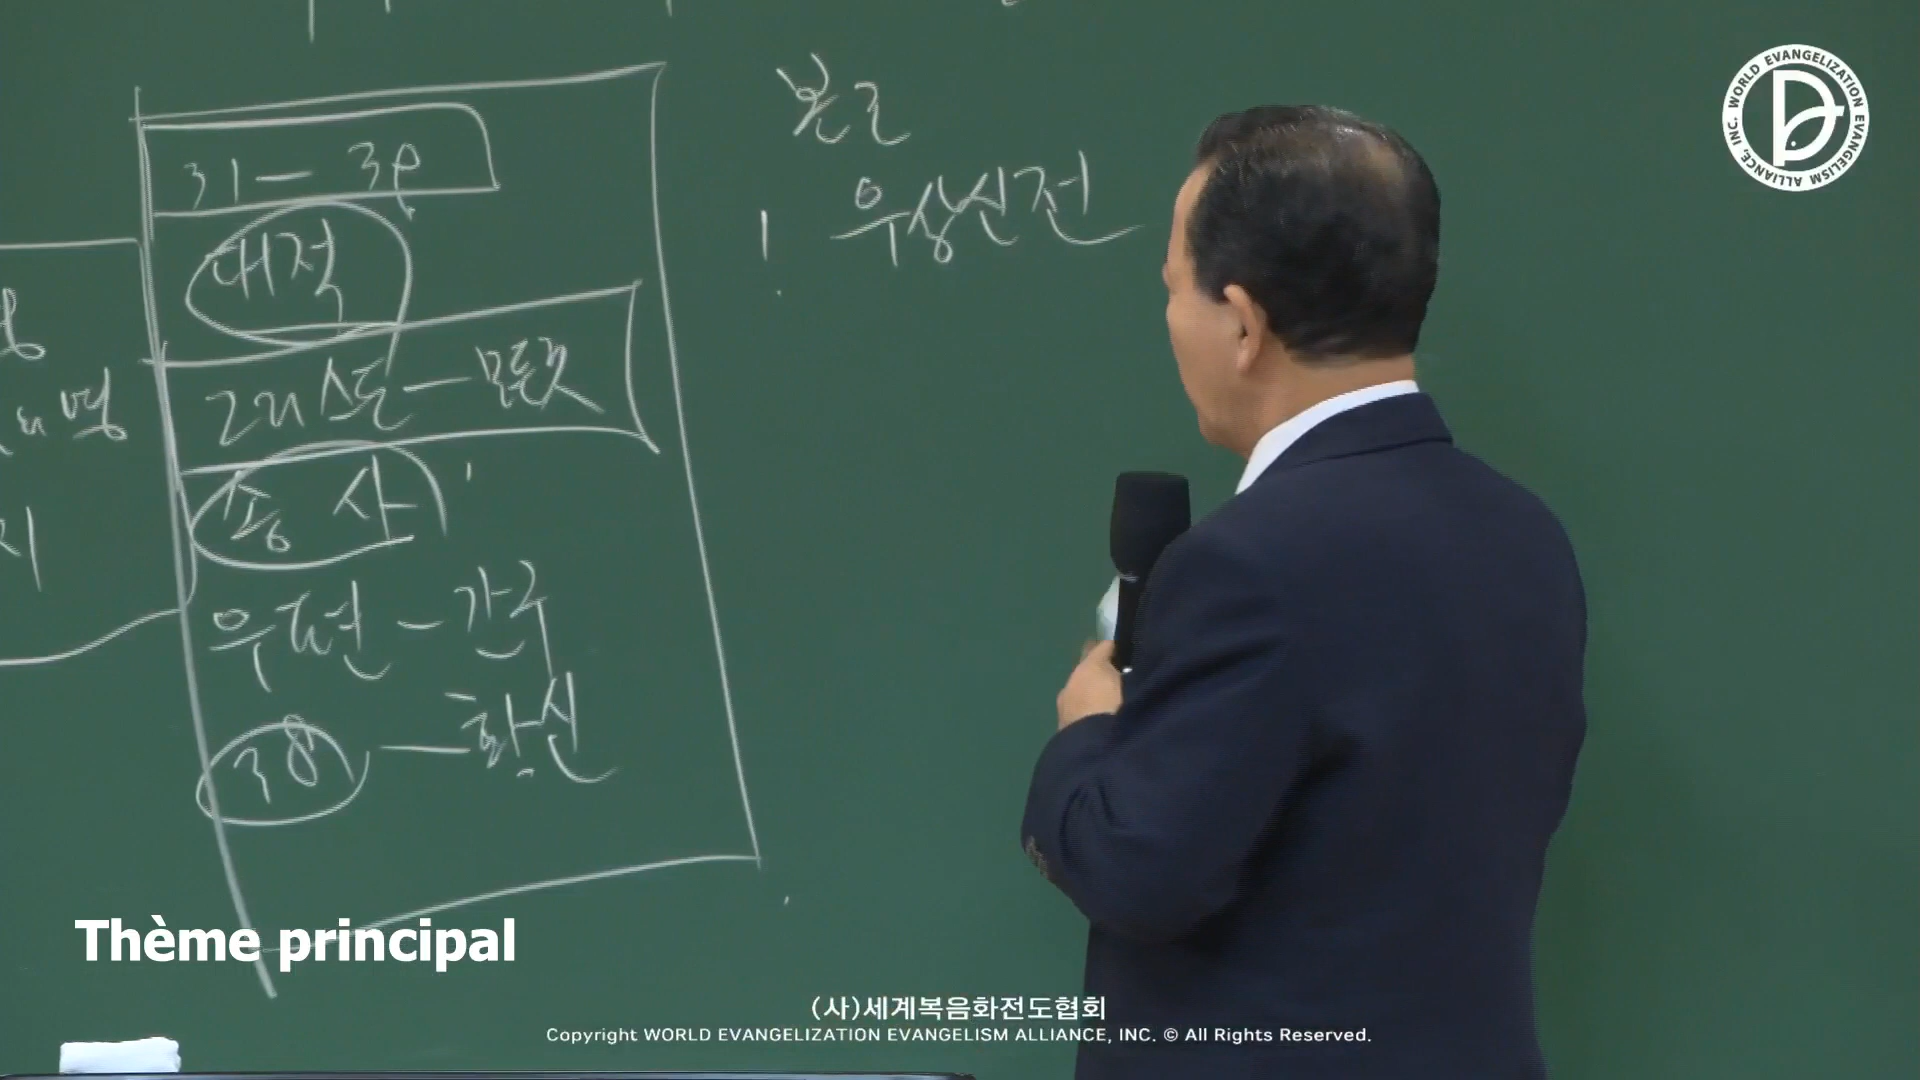 31 — 39
대적
그리스도 — 모든것
송사
우편 — 간구
38 — 확신
본론
1 우상신전
WORLD EVANGELIZATION EVANGELISM ALLIANCE, INC.
Thème principal
(사)세계복음화전도협회
Copyright WORLD EVANGELIZATION EVANGELISM ALLIANCE, INC. © All Rights Reserved.